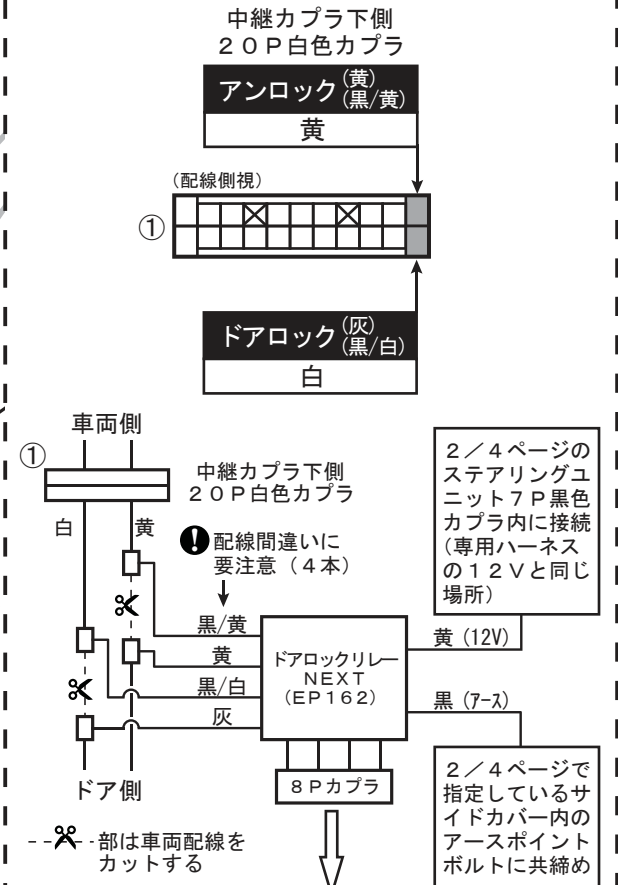 中継カプラ下側
２０Ｐ白色カプラ
アンロック (黄)
(黒/黄)
黄
(配線側視)
①
ドアロック (灰)
(黒/白)
白
車両側
①
中継カプラ下側
２０Ｐ白色カプラ
白
黄
配線間違いに
要注意（４本）
黒/黄
黄
黒/白
灰
ドアロックリレー
ＮＥＸＴ
(ＥＰ１６２)
８Ｐカプラ
ドア側
部は車両配線を
カットする
２／４ページの
ステアリングユ
ニット７Ｐ黒色
カプラ内に接続
(専用ハーネス
の１２Ｖと同じ
場所）
黄 (12V)
黒 (ｱｰｽ)
２／４ページで
指定しているサ
イドカバー内の
アースポイント
ボルトに共締め